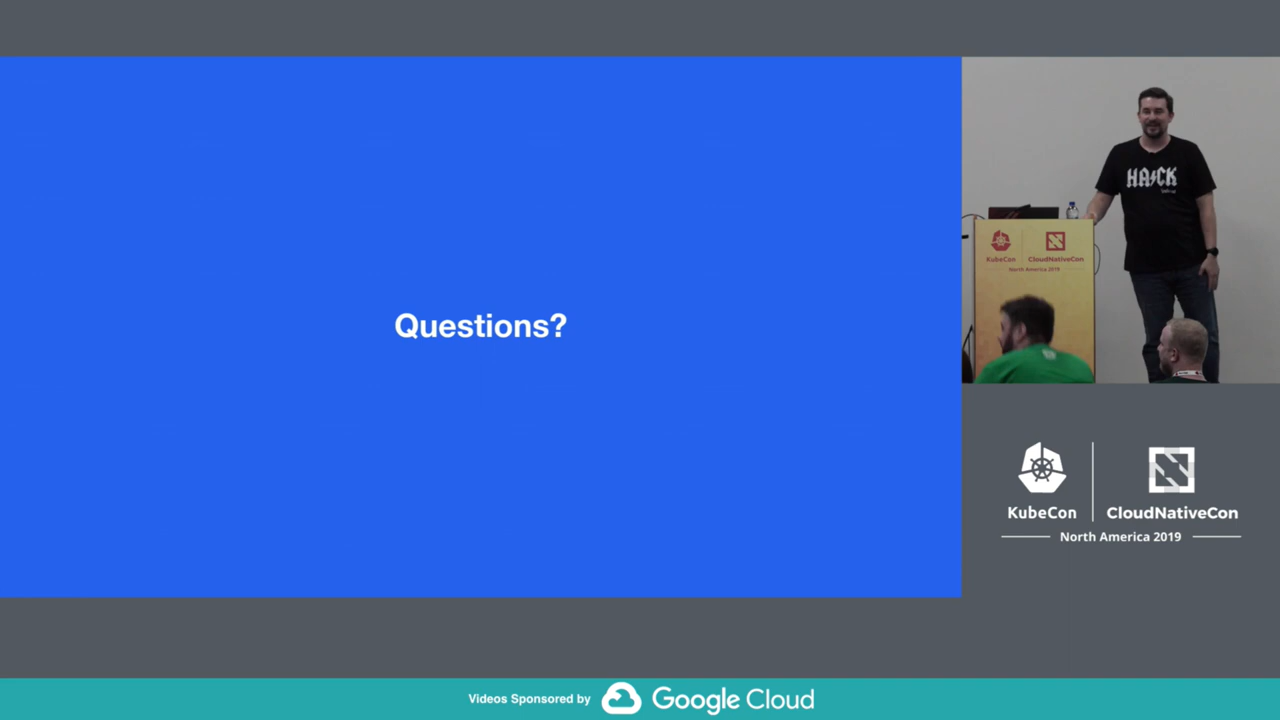 Questions?
HACK
KubeCon
CloudNativeCon
North America 2019
KubeCon
CloudNativeCon
North America 2019
Videos Sponsored by
Google Cloud